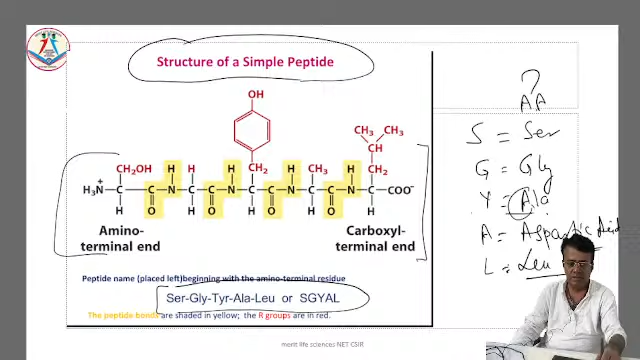 Structure of a Simple Peptide
OH
CH₃ CH₃
CH
CH₂OH H H H CH₂ H CH₃ H CH₂
H₃N⁺ C C N C C N C C N C C N C COO⁻
H O H O H O H O H
Amino-
terminal end
Carboxyl-
terminal end
Peptide name (placed left)beginning with the amino-terminal residue
Ser-Gly-Tyr-Ala-Leu or SGYAL
The peptide bonds are shaded in yellow; the R groups are in red.
merit life sciences NET CSIR
?
AA
S = Ser
G = Gly
Y = Ala
A = Aspartic Acid
L = Leu